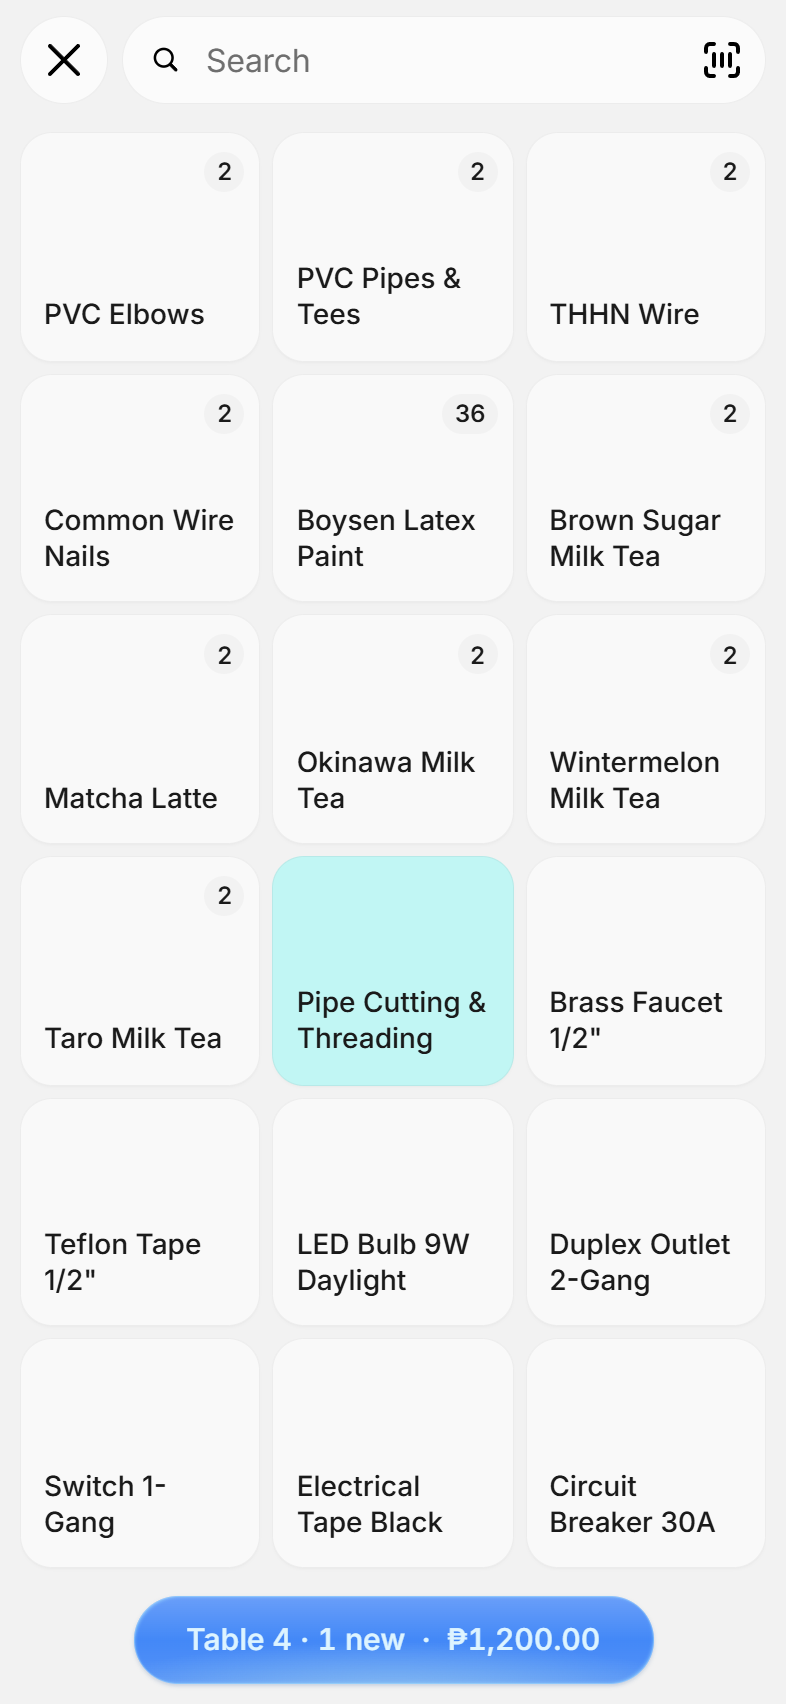 Search
2
2
2
PVC Elbows
PVC Pipes &
Tees
THHN Wire
2
36
2
Common Wire
Nails
Boysen Latex
Paint
Brown Sugar
Milk Tea
2
2
2
Matcha Latte
Okinawa Milk
Tea
Wintermelon
Milk Tea
2
Taro Milk Tea
Pipe Cutting &
Threading
Brass Faucet
1/2"
Teflon Tape
1/2"
LED Bulb 9W
Daylight
Duplex Outlet
2-Gang
Switch 1-
Gang
Electrical
Tape Black
Circuit
Breaker 30A
Table 4 · 1 new · ₱1,200.00